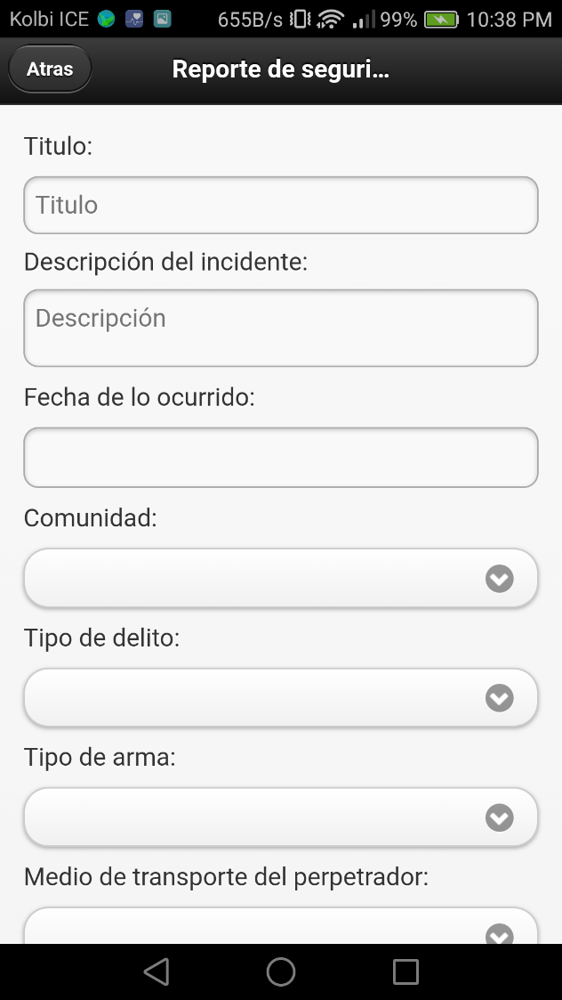 Kolbi ICE 655B/s 99% 10:38 PM
Atras Reporte de seguri...
Titulo:
Titulo
Descripción del incidente:
Descripción
Fecha de lo ocurrido:
Comunidad:
Tipo de delito:
Tipo de arma:
Medio de transporte del perpetrador: